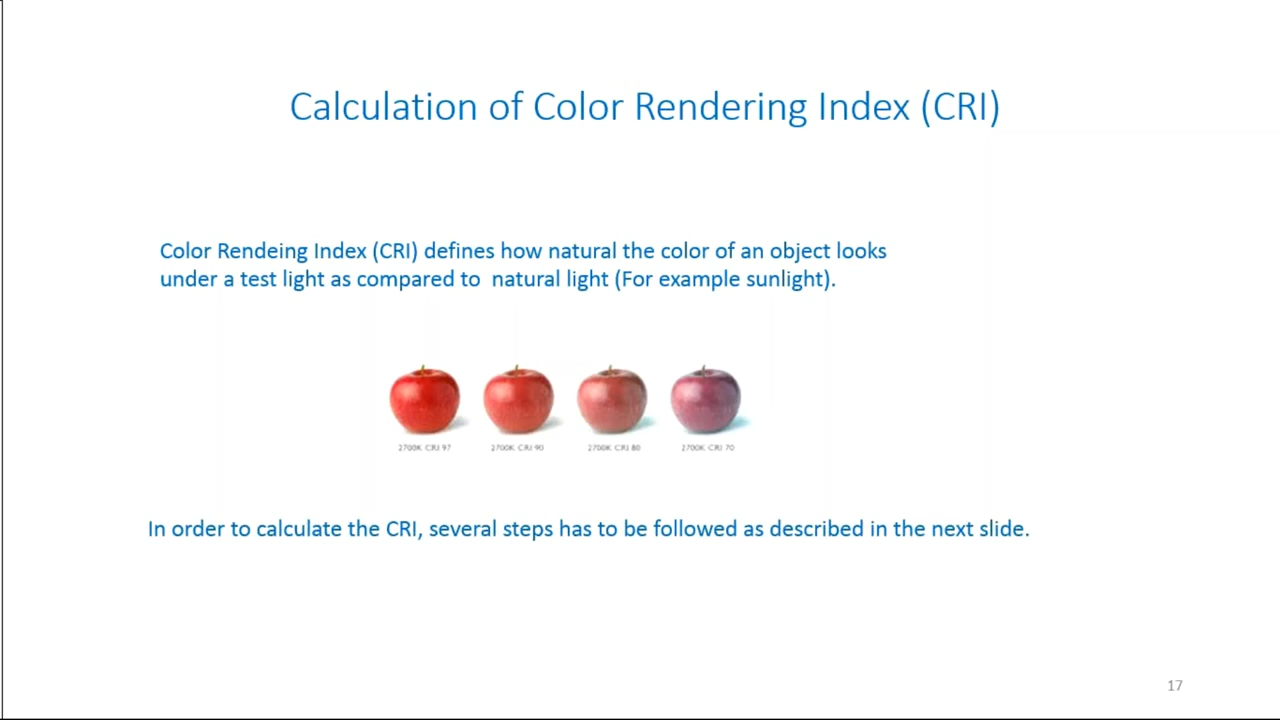 Calculation of Color Rendering Index (CRI)
Color Rendeing Index (CRI) defines how natural the color of an object looks
under a test light as compared to  natural light (For example sunlight).
2700K CRI 97 2700K CRI 90 2700K CRI 80 2700K CRI 70
In order to calculate the CRI, several steps has to be followed as described in the next slide.
17